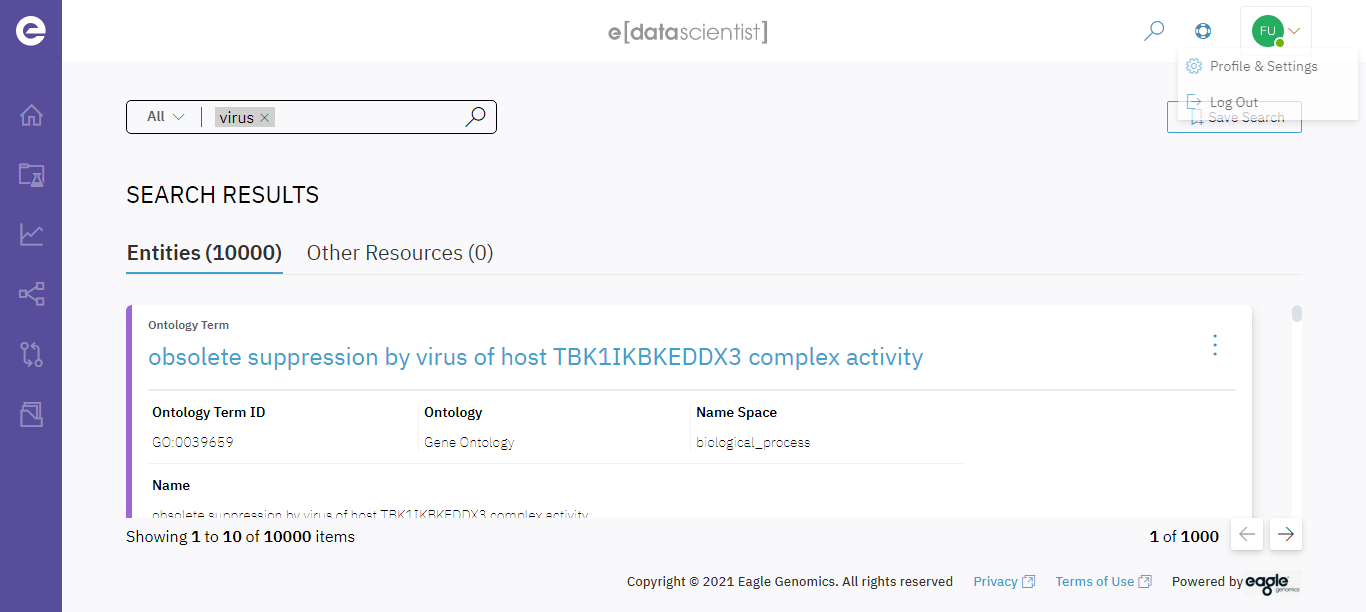 e[datascientist]
FU
Profile & Settings
Log Out
All
virus
Save Search
SEARCH RESULTS
Entities (10000) Other Resources (0)
Ontology Term
obsolete suppression by virus of host TBK1IKBKEDDX3 complex activity
Ontology Term ID Ontology Name Space
GO:0039659 Gene Ontology biological_process
Name
obsolete suppression by virus of host TBK1IKBKEDDX3 complex activity
Showing 1 to 10 of 10000 items 1 of 1000
Copyright © 2021 Eagle Genomics. All rights reserved Privacy Terms of Use Powered by eagle genomics